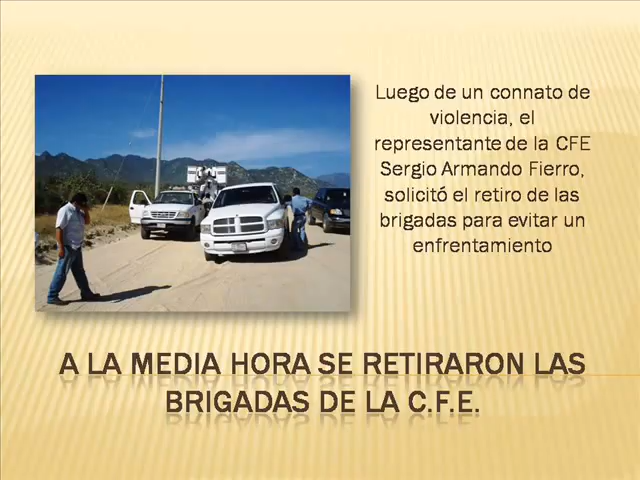 Luego de un connato de
violencia, el
representante de la CFE
Sergio Armando Fierro,
solicitó el retiro de las
brigadas para evitar un
enfrentamiento
A LA MEDIA HORA SE RETIRARON LAS
BRIGADAS DE LA C.F.E.